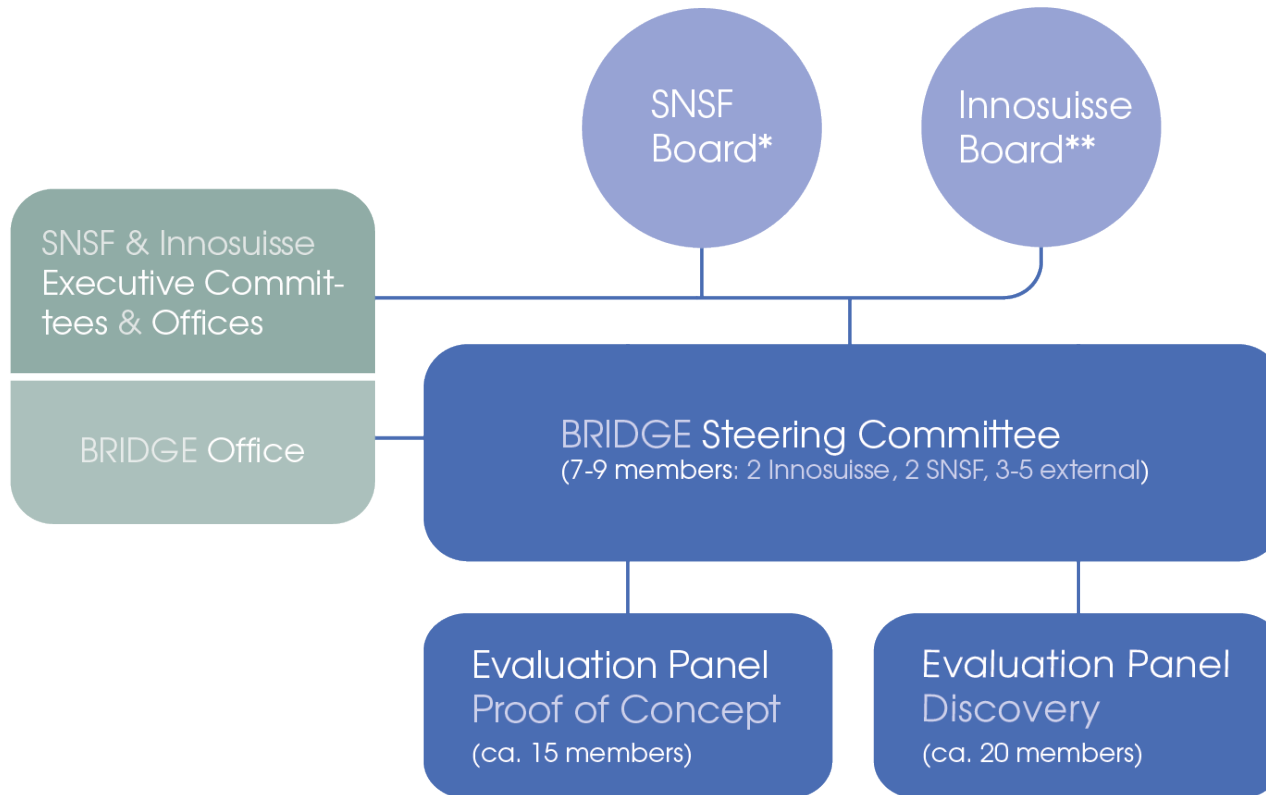 SNSF
Board*
Innosuisse
Board**
SNSF & Innosuisse
Executive Commit-
tees & Offices
BRIDGE Office
BRIDGE Steering Committee
(7-9 members: 2 Innosuisse, 2 SNSF, 3-5 external)
Evaluation Panel
Proof of Concept
(ca. 15 members)
Evaluation Panel
Discovery
(ca. 20 members)